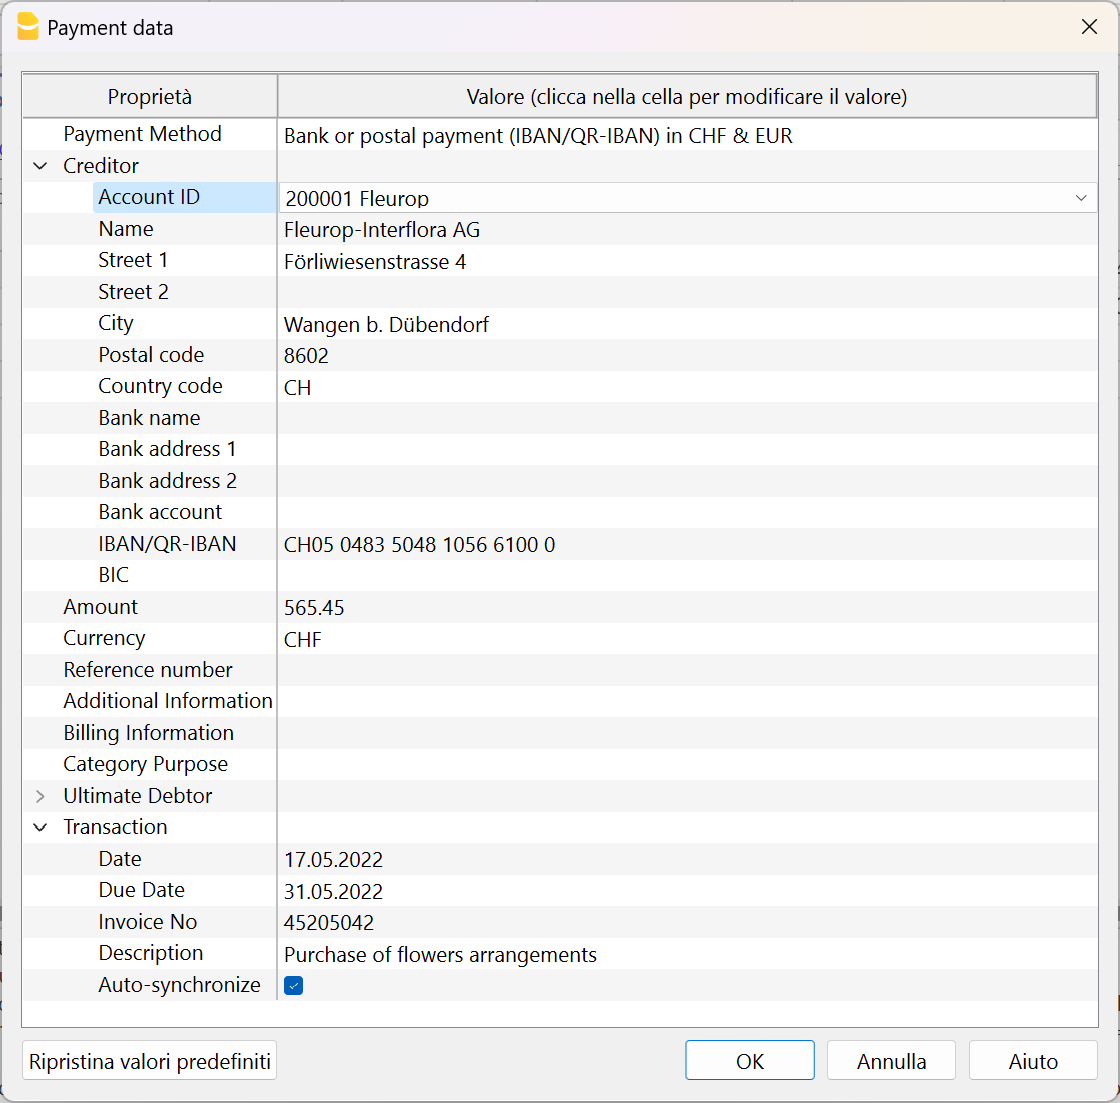 Payment data
Proprietà Valore (clicca nella cella per modificare il valore)
Payment Method Bank or postal payment (IBAN/QR-IBAN) in CHF & EUR
Creditor
Account ID 200001 Fleurop
Name Fleurop-Interflora AG
Street 1 Förliwiesenstrasse 4
Street 2
City Wangen b. Dübendorf
Postal code 8602
Country code CH
Bank name
Bank address 1
Bank address 2
Bank account
IBAN/QR-IBAN CH05 0483 5048 1056 6100 0
BIC
Amount 565.45
Currency CHF
Reference number
Additional Information
Billing Information
Category Purpose
Ultimate Debtor
Transaction
Date 17.05.2022
Due Date 31.05.2022
Invoice No 45205042
Description Purchase of flowers arrangements
Auto-synchronize
Ripristina valori predefiniti OK Annulla Aiuto